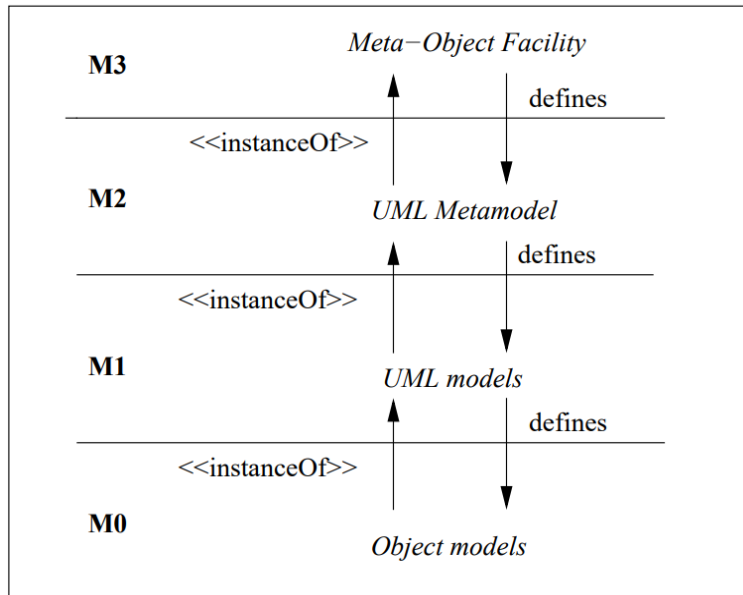 Meta−Object Facility
M3
defines
<<instanceOf>>
M2
UML Metamodel
defines
<<instanceOf>>
M1
UML models
defines
<<instanceOf>>
M0
Object models